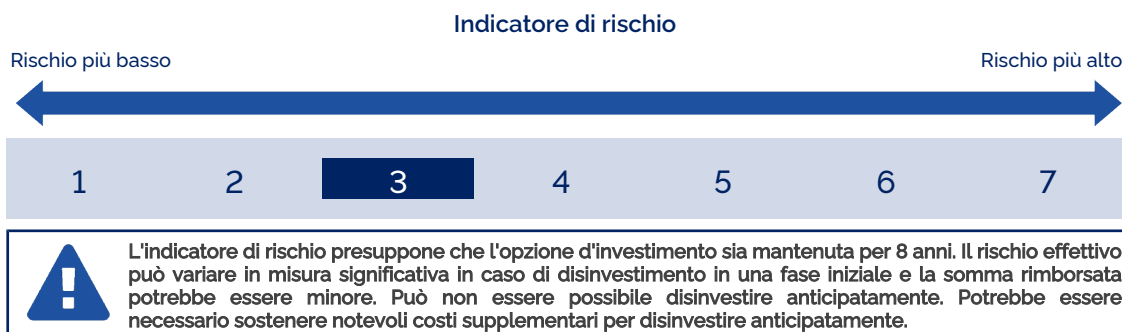 Indicatore di rischio
Rischio più basso
Rischio più alto
1 2 3 4 5 6 7
L'indicatore di rischio presuppone che l'opzione d'investimento sia mantenuta per 8 anni. Il rischio effettivo
può variare in misura significativa in caso di disinvestimento in una fase iniziale e la somma rimborsata
potrebbe essere minore. Può non essere possibile disinvestire anticipatamente. Potrebbe essere
necessario sostenere notevoli costi supplementari per disinvestire anticipatamente.